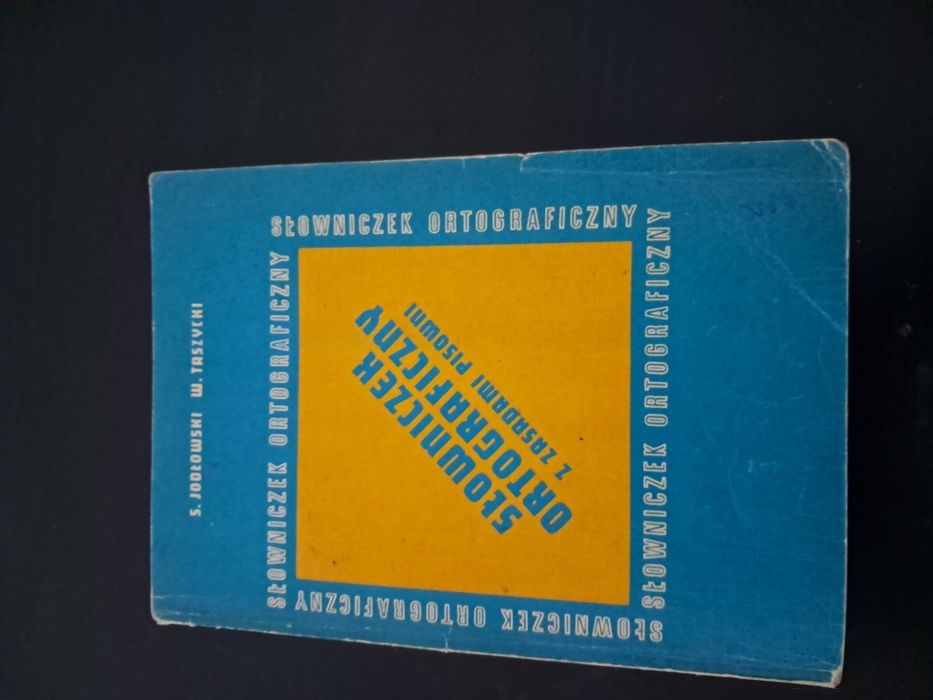 S. JODŁOWSKI W. TASZYCKI
SŁOWNICZEK ORTOGRAFICZNY
SŁOWNICZEK ORTOGRAFICZNY
SŁOWNICZEK
ORTOGRAFICZNY
Z ZASADAMI PISOWNI
SŁOWNICZEK ORTOGRAFICZNY
SŁOWNICZEK ORTOGRAFICZNY